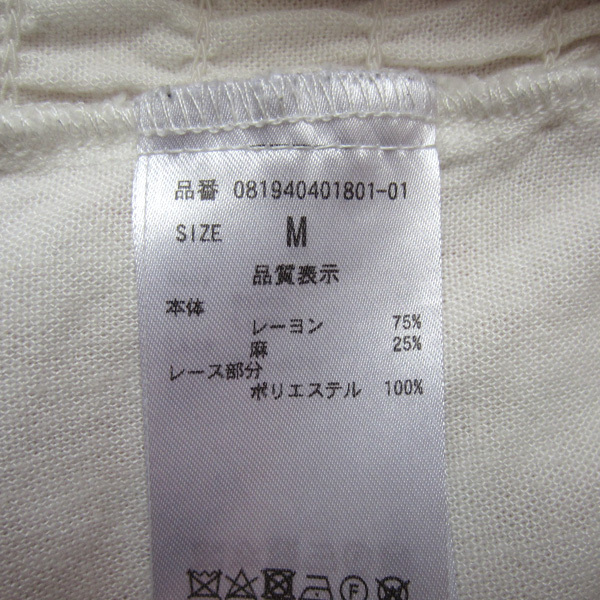 品番 081940401801-01
SIZE M
品質表示
本体
レーヨン 75%
麻 25%
レース部分
ポリエステル 100%